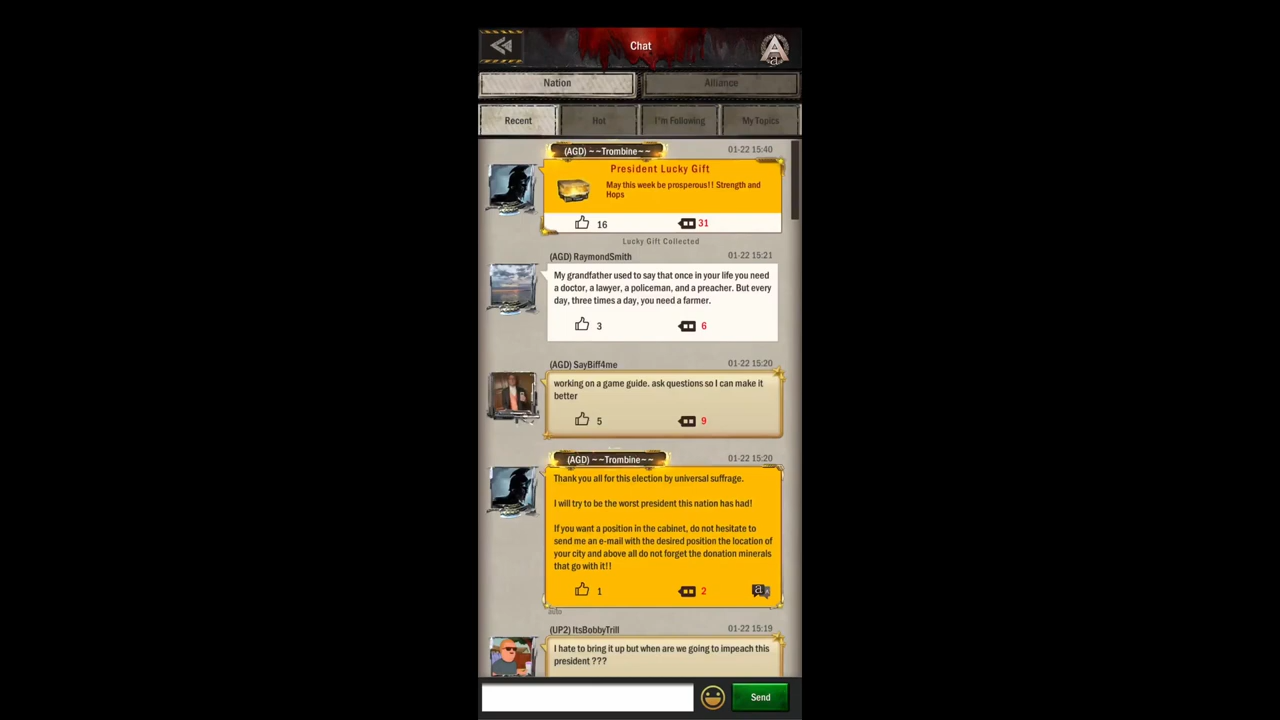 Chat
Nation
Alliance
Recent
Hot
I'm Following
My Topics
(AGD) ~~Trombine~~
01-22 15:40
President Lucky Gift
May this week be prosperous!! Strength and
Hops
16
31
Lucky Gift Collected
(AGD) RaymondSmith
01-22 15:21
My grandfather used to say that once in your life you need
a doctor, a lawyer, a policeman, and a preacher. But every
day, three times a day, you need a farmer.
3
6
(AGD) SayBiff4me
01-22 15:20
working on a game guide. ask questions so I can make it
better
5
9
(AGD) ~~Trombine~~
01-22 15:20
Thank you all for this election by universal suffrage.
I will try to be the worst president this nation has had!
If you want a position in the cabinet, do not hesitate to
send me an e-mail with the desired position the location of
your city and above all do not forget the donation minerals
that go with it!!
1
2
(UP2) ItsBobbyTrill
01-22 15:19
I hate to bring it up but when are we going to impeach this
president ???
Send